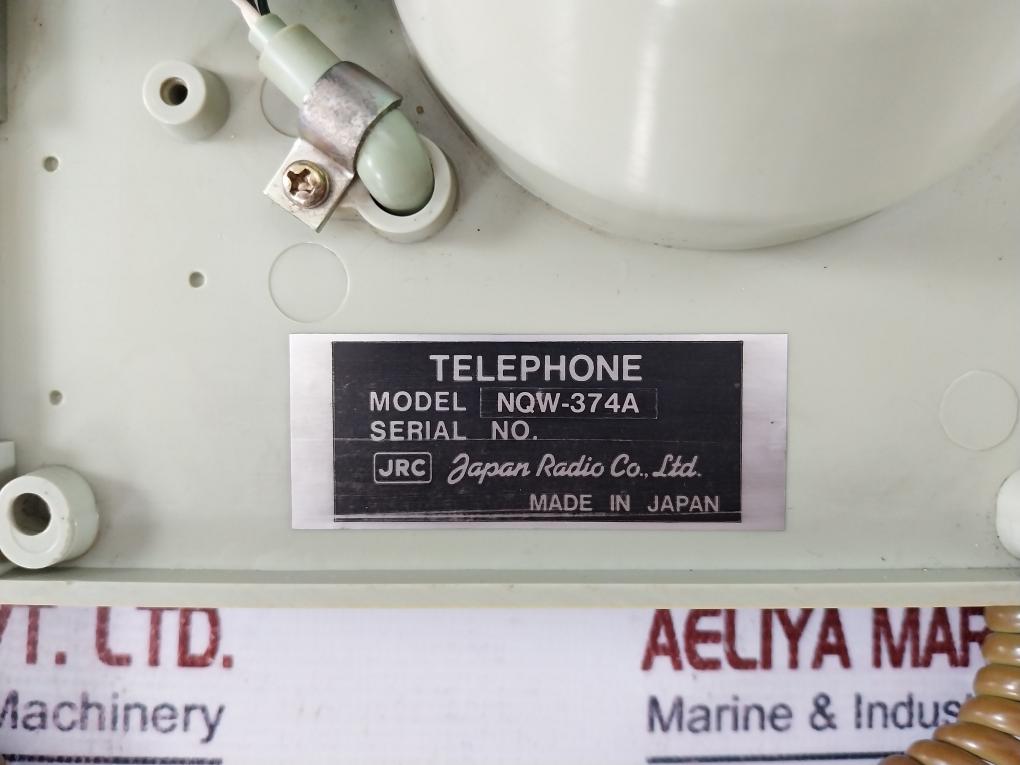 TELEPHONE
MODEL NQW-374A
SERIAL NO.
JRC Japan Radio Co., Ltd.
MADE IN JAPAN
VT. LTD.
AELIYA MAR
Machinery
Marine & Indus